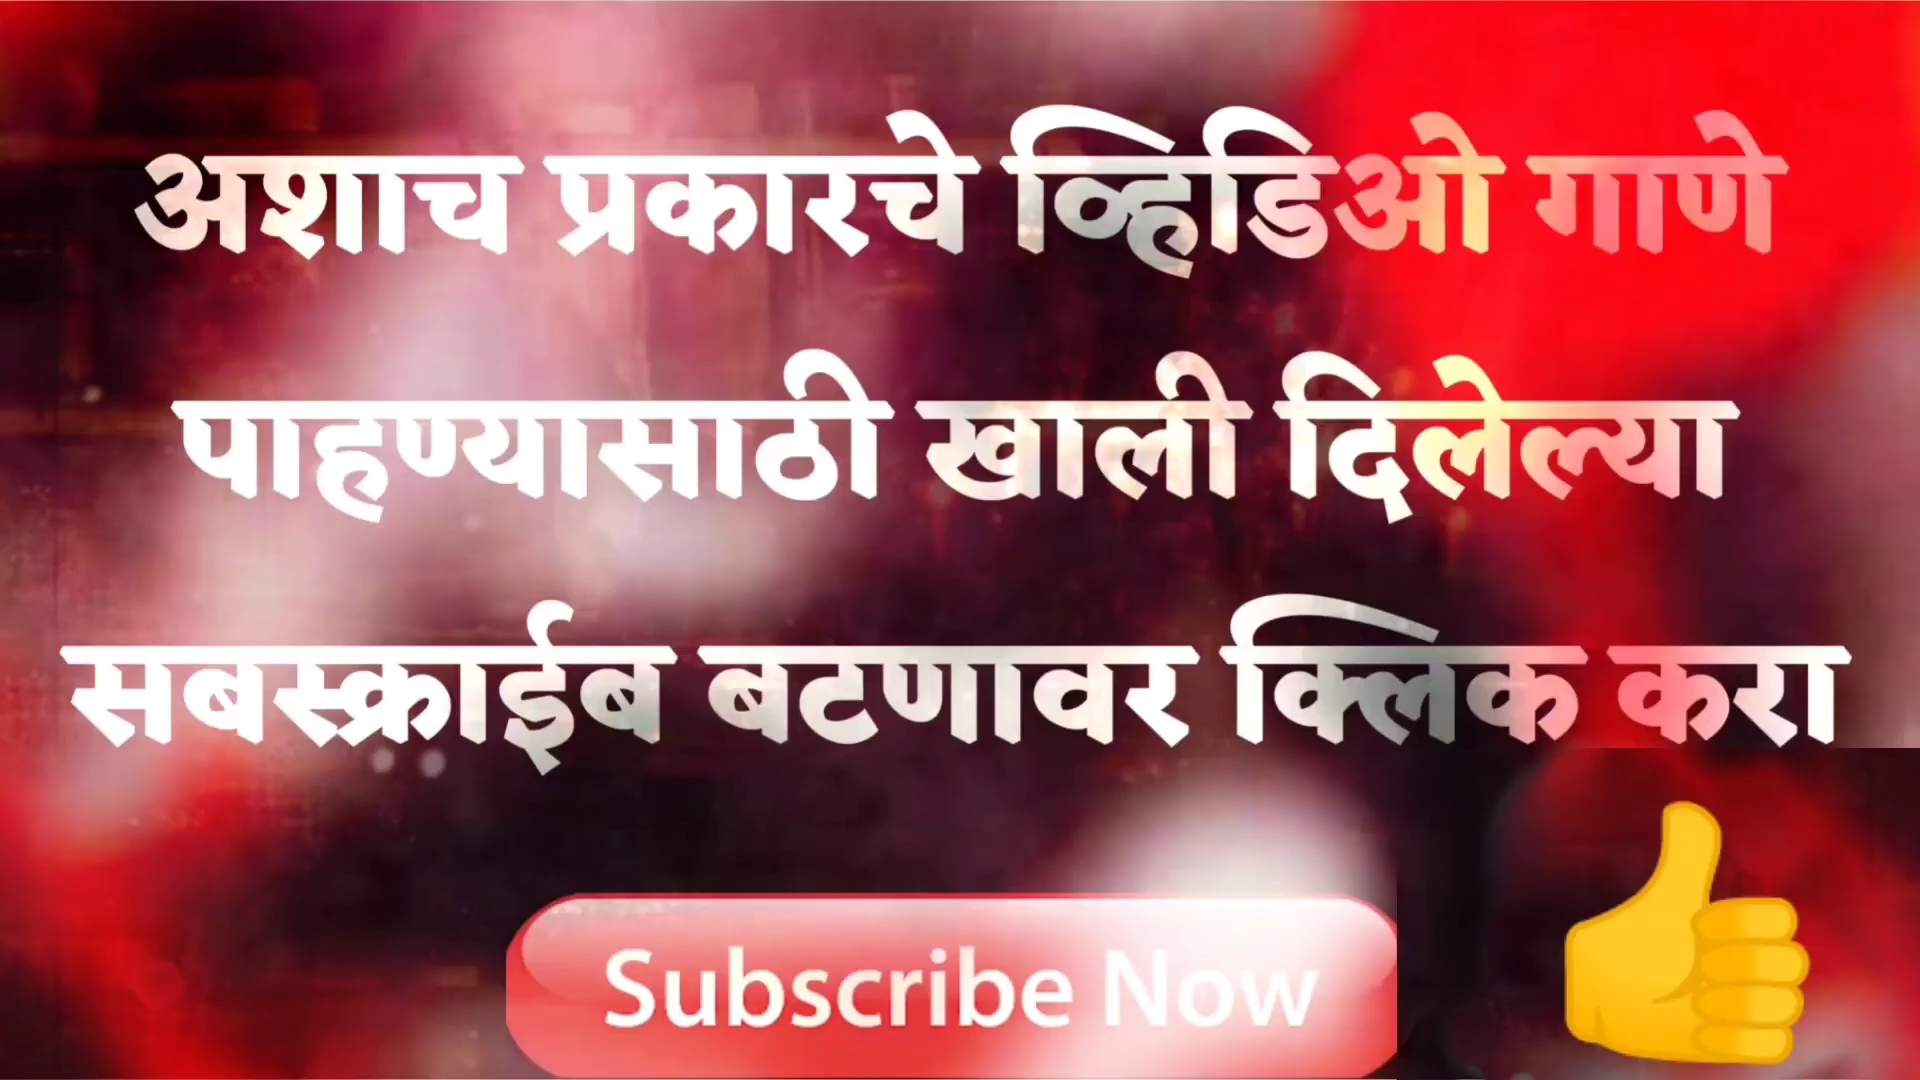 अशाच प्रकारचे व्हिडिओ गाणे
पाहण्यासाठी खाली दिलेल्या
सबस्क्राईब बटणावर क्लिक करा
Subscribe Now